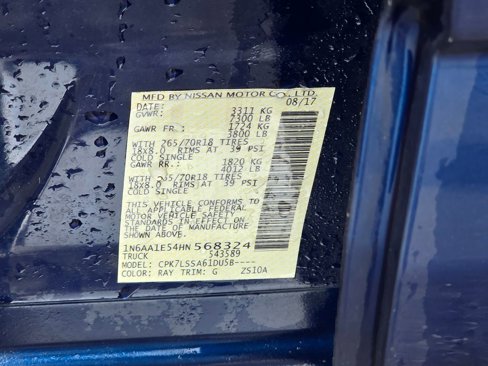 MFD BY NISSAN MOTOR CO., LTD.
DATE: 08/17
GVWR: 3311 KG
7300 LB
GAWR FR.: 1724 KG
3800 LB
WITH 265/70R18 TIRES
18x8.0 RIMS AT 39 PSI
COLD SINGLE
GAWR RR.: 1820 KG
4012 LB
WITH 265/70R18 TIRES
18x8.0 RIMS AT 39 PSI
COLD SINGLE
THIS VEHICLE CONFORMS TO
ALL APPLICABLE FEDERAL
MOTOR VEHICLE SAFETY
STANDARDS IN EFFECT ON
THE DATE OF MANUFACTURE
SHOWN ABOVE.
1N6AA1E54HN568324
TRUCK 543589
MODEL: CPK7LSSA61DU5B----
COLOR: RAY TRIM: G ZS10A